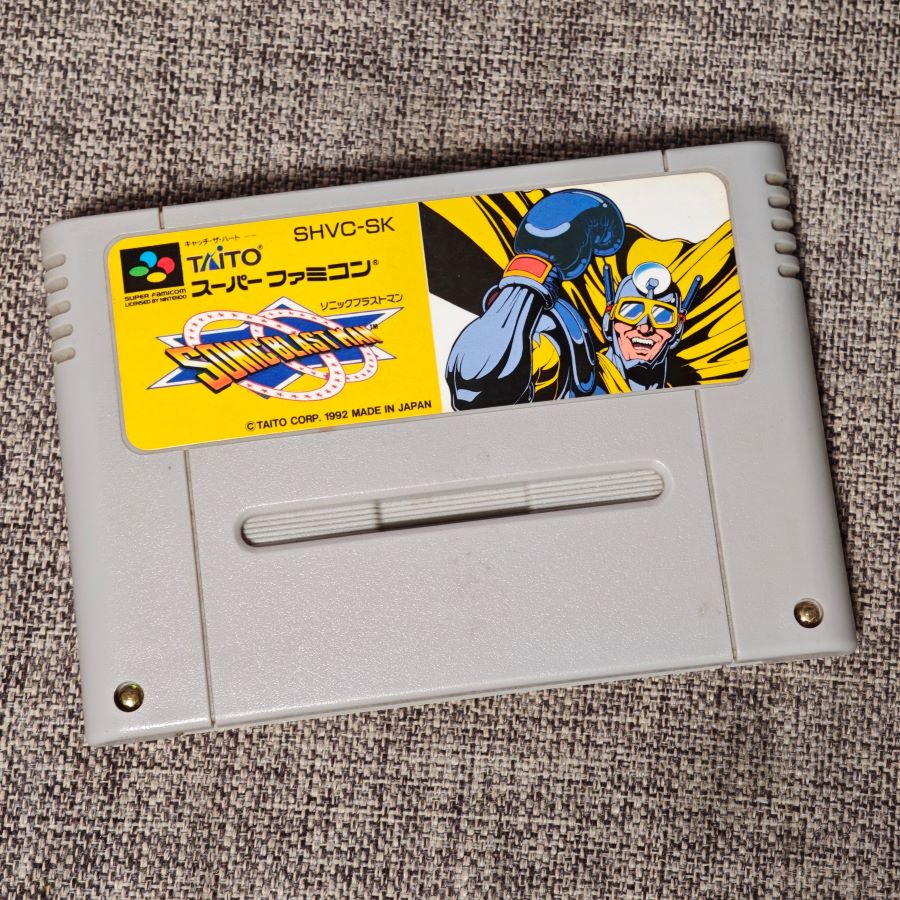 キャッチ・ザ・ハート
TAITO®
SHVC-SK
スーパーファミコン®
SUPER FAMICOM
LICENSED BY NINTENDO
ソニックブラストマン
SONIC BLAST MAN™
©TAITO CORP. 1992 MADE IN JAPAN